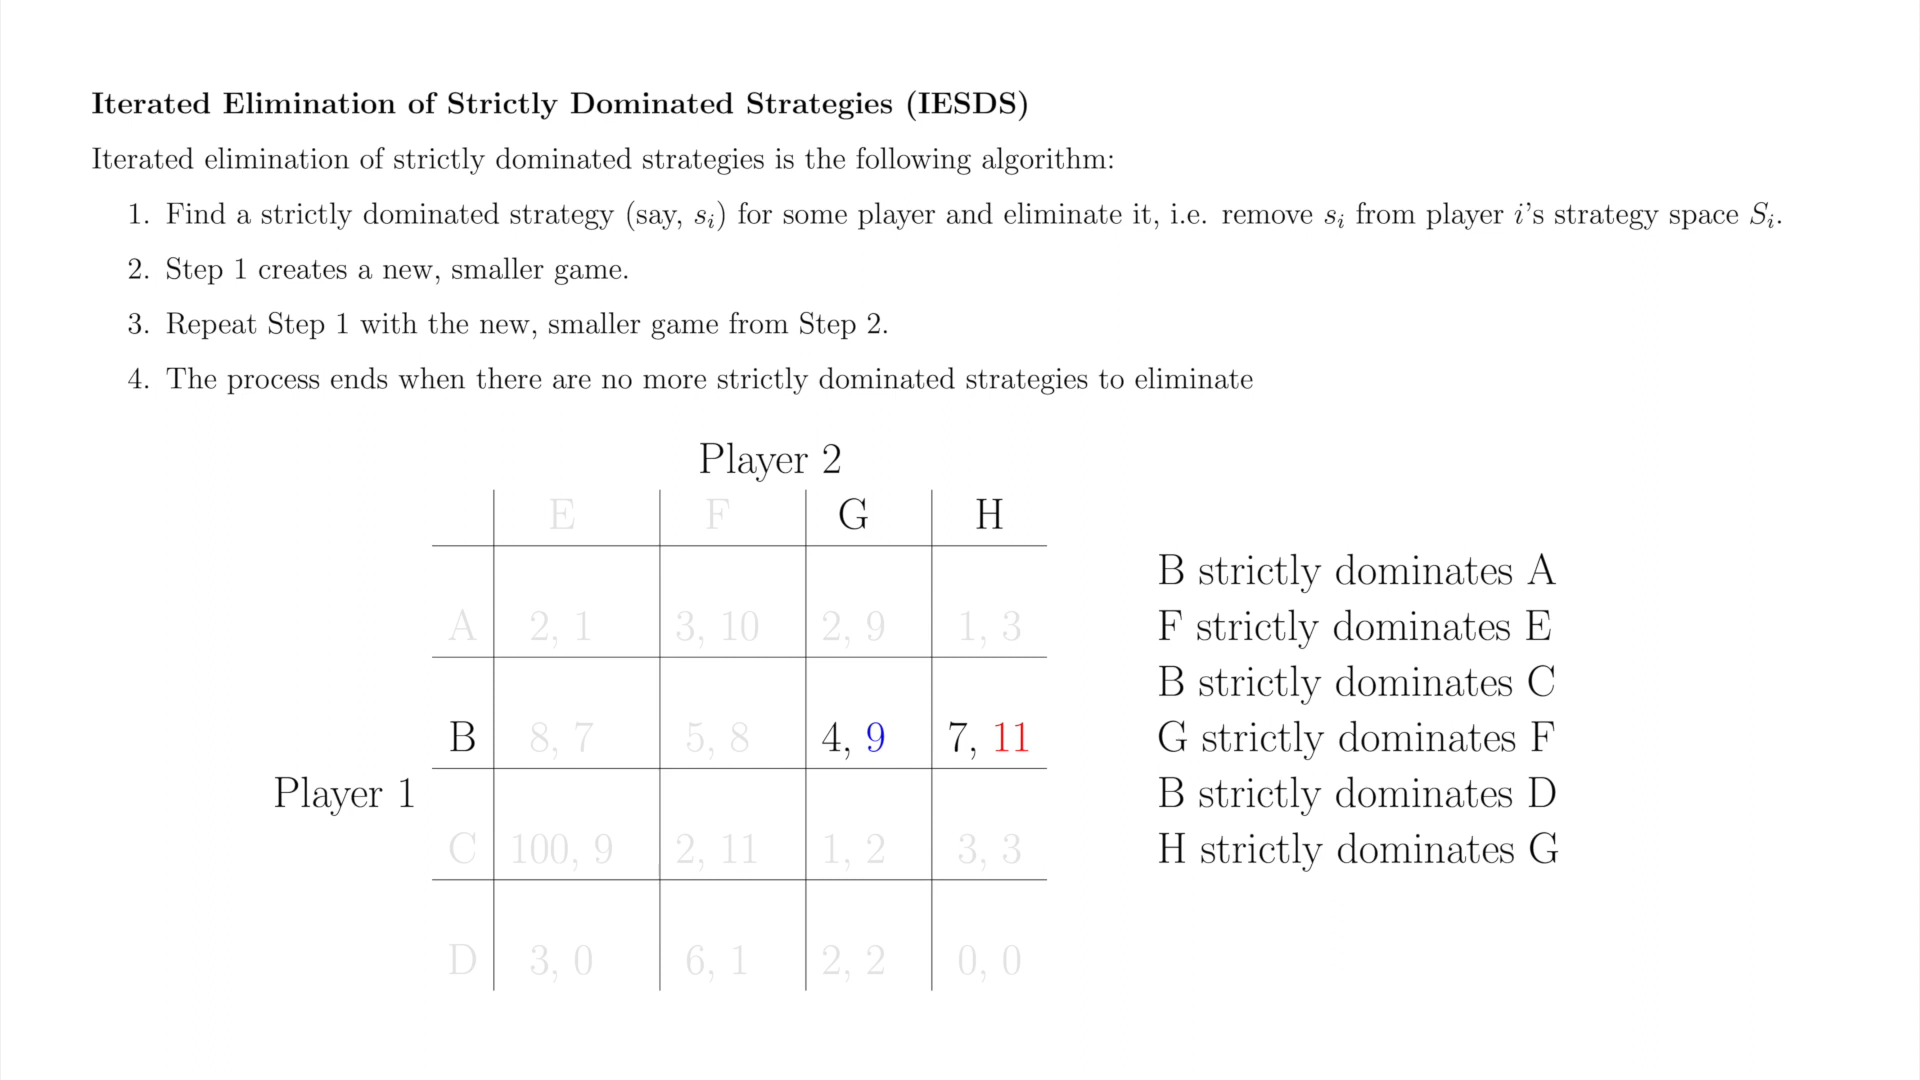 Iterated Elimination of Strictly Dominated Strategies (IESDS)
Iterated elimination of strictly dominated strategies is the following algorithm:
1. Find a strictly dominated strategy (say, sᵢ) for some player and eliminate it, i.e. remove sᵢ from player i's strategy space Sᵢ.
2. Step 1 creates a new, smaller game.
3. Repeat Step 1 with the new, smaller game from Step 2.
4. The process ends when there are no more strictly dominated strategies to eliminate
Player 2
E F G H
A 2, 1 3, 10 2, 9 1, 3
B 8, 7 5, 8 4, 9 7, 11
Player 1
C 100, 9 2, 11 1, 2 3, 3
D 3, 0 6, 1 2, 2 0, 0
B strictly dominates A
F strictly dominates E
B strictly dominates C
G strictly dominates F
B strictly dominates D
H strictly dominates G